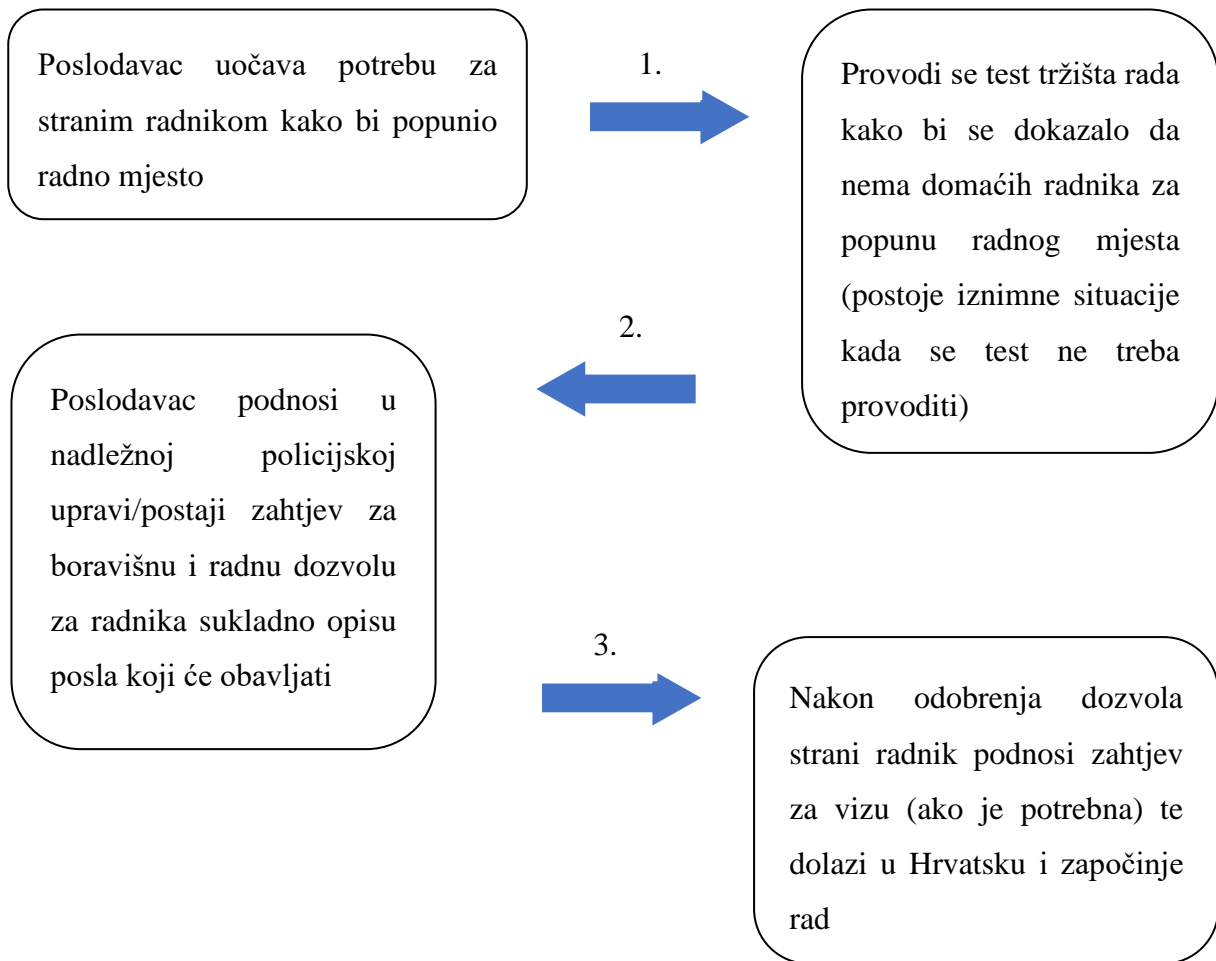 Poslodavac uočava potrebu za
stranim radnikom kako bi popunio
radno mjesto
1.
Provodi se test tržišta rada
kako bi se dokazalo da
nema domaćih radnika za
popunu radnog mjesta
(postoje iznimne situacije
kada se test ne treba
provoditi)
2.
Poslodavac podnosi u
nadležnoj policijskoj
upravi/postaji zahtjev za
boravišnu i radnu dozvolu
za radnika sukladno opisu
posla koji će obavljati
3.
Nakon odobrenja dozvola
strani radnik podnosi zahtjev
za vizu (ako je potrebna) te
dolazi u Hrvatsku i započinje
rad